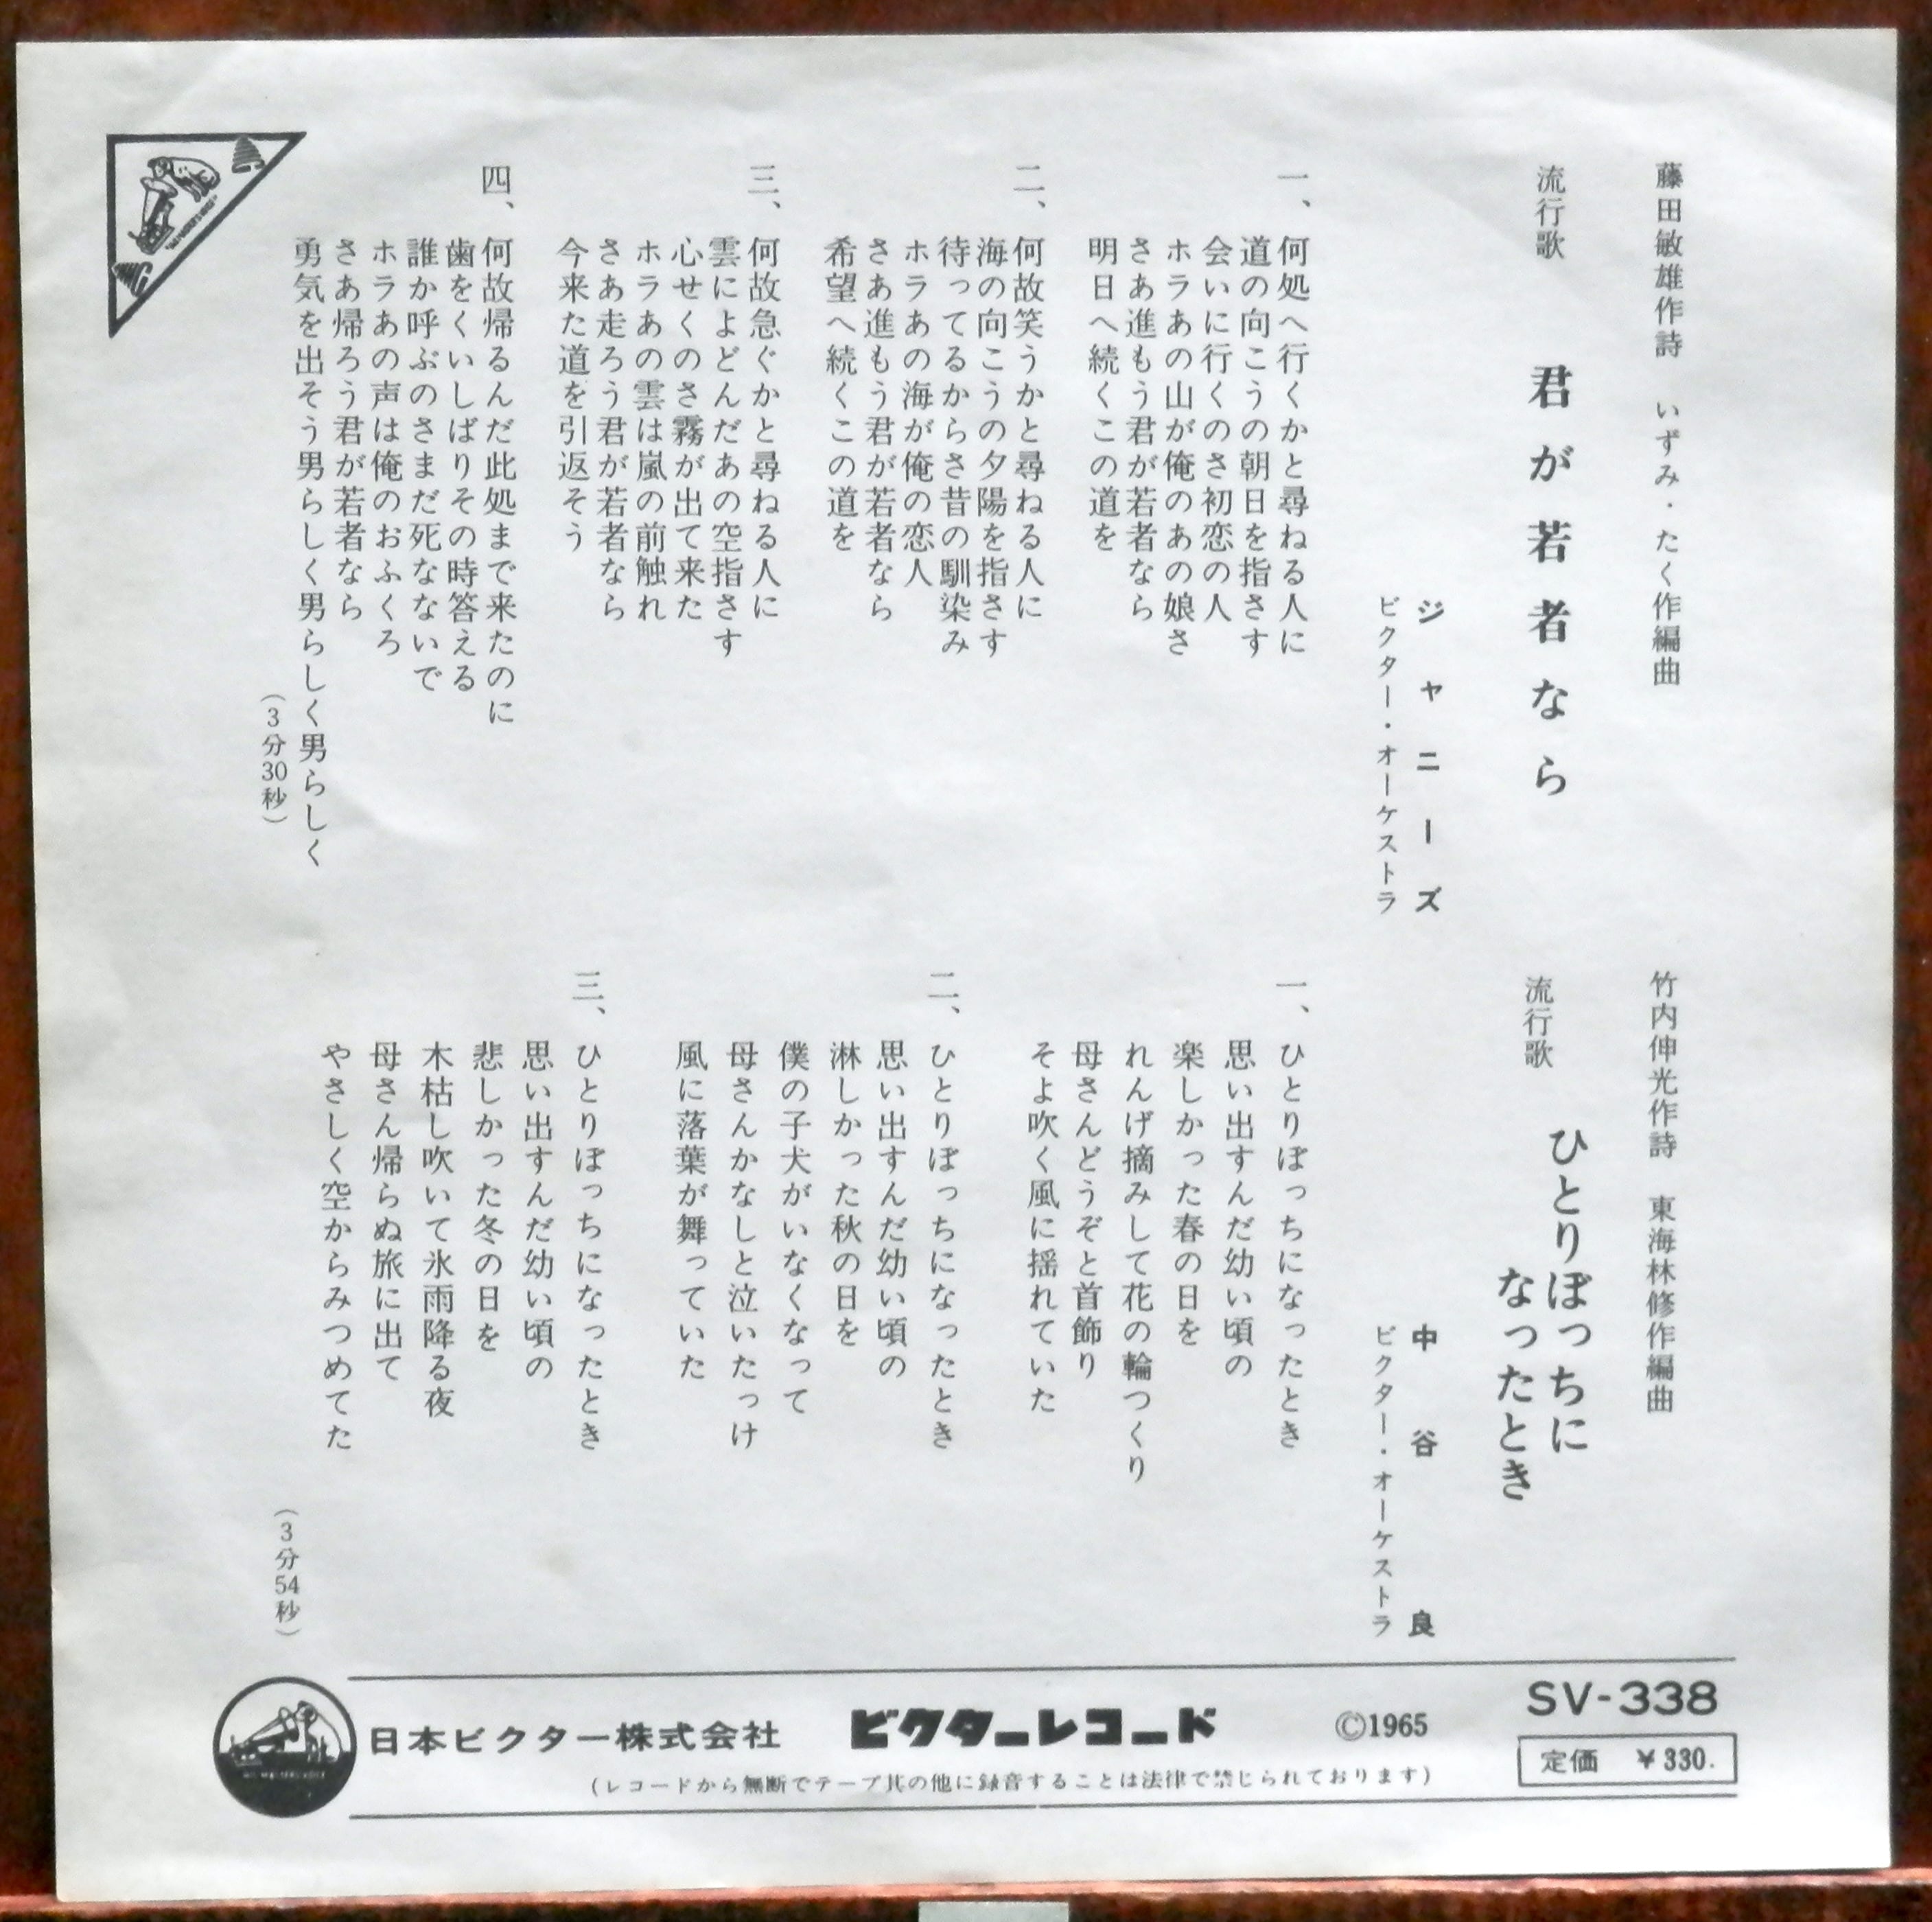 藤田敏雄作詩　いずみ・たく作編曲
流行歌　君が若者なら
ジャニーズ
ビクター・オーケストラ
一、何処へ行くかと尋ねる人に
道の向こうの朝日を指さす
会いに行くのさ初恋の人
ホラあの山が俺のあの娘さ
さあ進もう君が若者なら
明日へ続くこの道を
二、何故笑うかと尋ねる人に
海の向こうの夕陽を指さす
待ってるからさ昔の馴染み
ホラあの海が俺の恋人
さあ進もう君が若者なら
希望へ続くこの道を
三、何故急ぐかと尋ねる人に
雲によどんだあの空指さす
心せくのさ霧が出て来た
ホラあの雲は嵐の前触れ
さあ走ろう君が若者なら
今来た道を引返そう
四、何故帰るんだ此処まで来たのに
歯をくいしばりその時答える
誰か呼ぶのさまだ死なないで
ホラあの声は俺のおふくろ
さあ帰ろう君が若者なら
勇気を出そう男らしく男らしく男らしく
（3分30秒）
竹内伸光作詩　東海林修作編曲
流行歌　ひとりぼっちに
なったとき
中谷良
ビクター・オーケストラ
一、ひとりぼっちになったとき
思い出すんだ幼い頃の
楽しかった春の日を
れんげ摘みして花の輪つくり
母さんどうぞと首飾り
そよ吹く風に揺れていた
二、ひとりぼっちになったとき
思い出すんだ幼い頃の
淋しかった秋の日を
僕の子犬がいなくなって
母さんかなしと泣いたっけ
風に落葉が舞っていた
三、ひとりぼっちになったとき
思い出すんだ幼い頃の
悲しかった冬の日を
木枯し吹いて氷雨降る夜
母さん帰らぬ旅に出て
やさしく空からみつめてた
（3分54秒）
日本ビクター株式会社　ビクターレコード　©1965　SV-338
（レコードから無断でテープ其の他に録音することは法律で禁じられております）
定価　￥330.